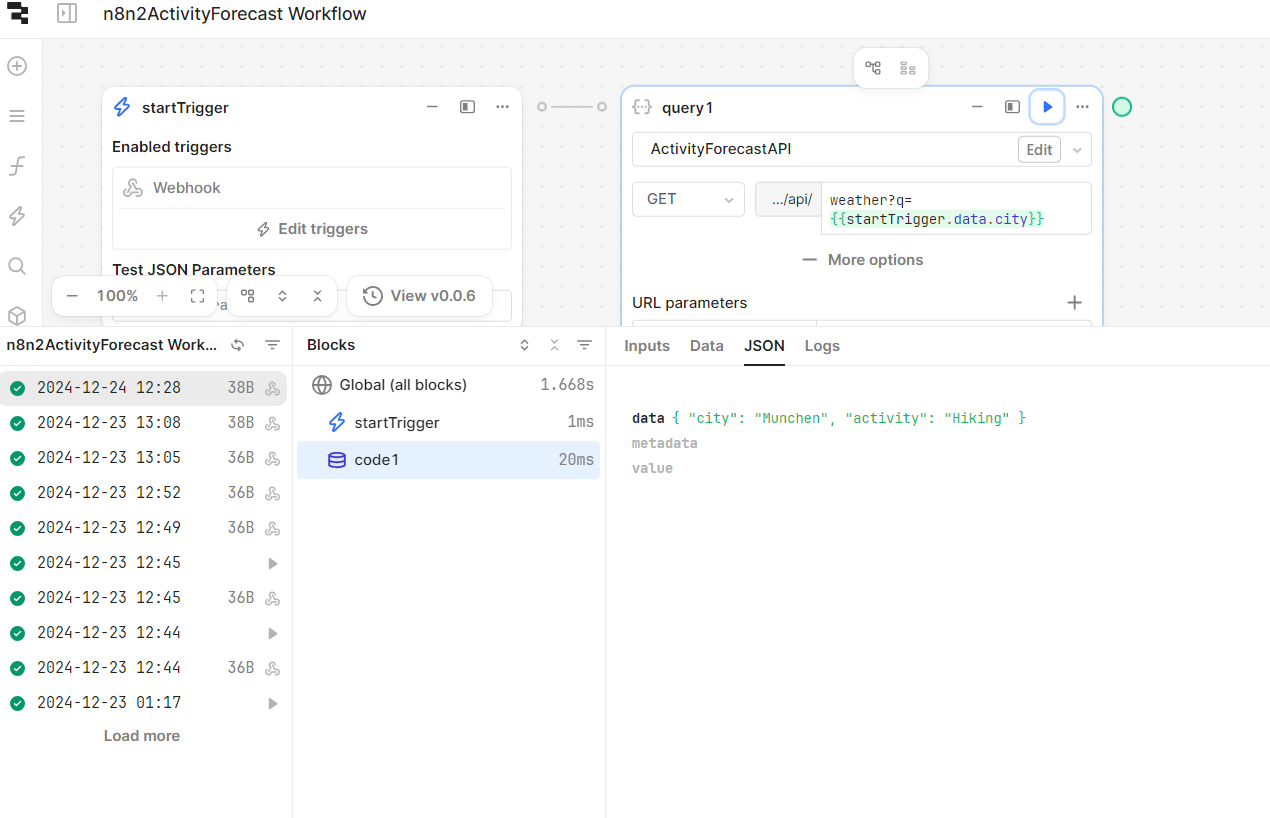 n8n2ActivityForecast Workflow
startTrigger
Enabled triggers
Webhook
Edit triggers
Test JSON Parameters
100%
View v0.0.6
query1
ActivityForecastAPI
Edit
GET
.../api/
weather?q=
{{startTrigger.data.city}}
More options
URL parameters
n8n2ActivityForecast Work...
2024-12-24 12:28 38B
2024-12-23 13:08 38B
2024-12-23 13:05 36B
2024-12-23 12:52 36B
2024-12-23 12:49 36B
2024-12-23 12:45
2024-12-23 12:45 36B
2024-12-23 12:44
2024-12-23 12:44 36B
2024-12-23 01:17
Load more
Blocks
Global (all blocks) 1.668s
startTrigger 1ms
code1 20ms
Inputs Data JSON Logs
data { "city": "Munchen", "activity": "Hiking" }
metadata
value